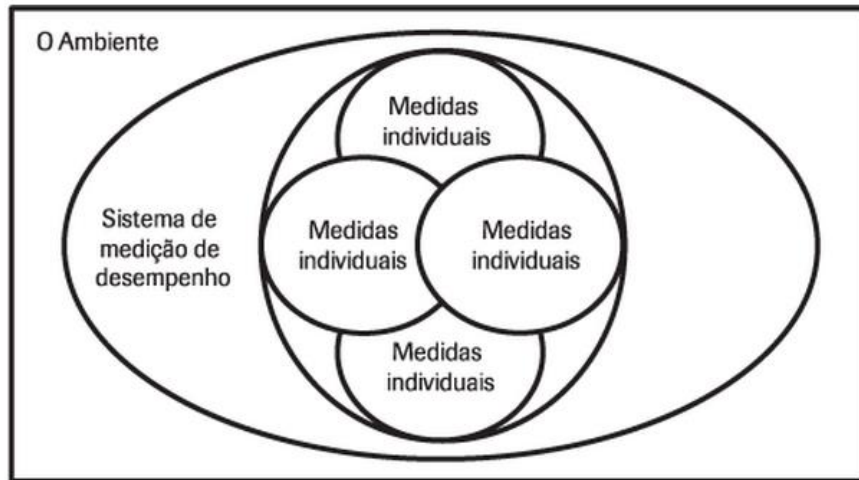 O Ambiente
Medidas
individuais
Sistema de
medição de
desempenho
Medidas
individuais
Medidas
individuais
Medidas
individuais